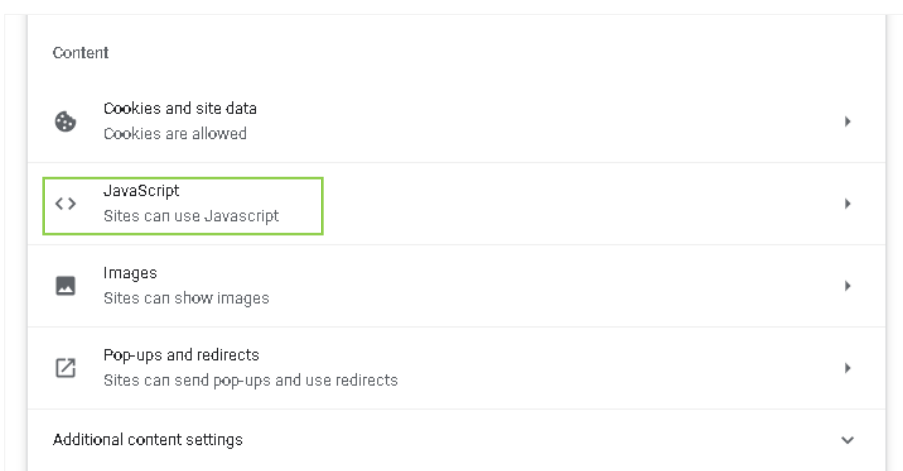 Content
Cookies and site data
Cookies are allowed
JavaScript
Sites can use Javascript
Images
Sites can show images
Pop-ups and redirects
Sites can send pop-ups and use redirects
Additional content settings